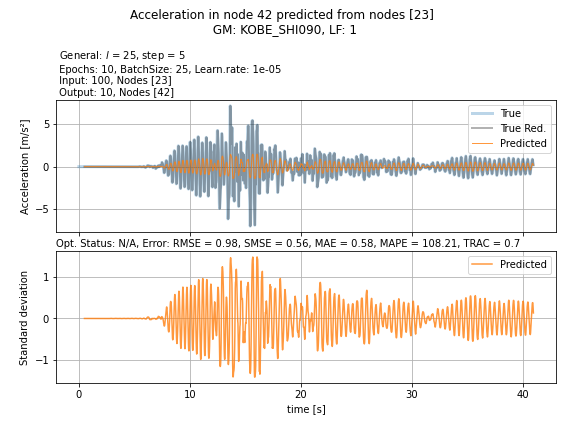 Acceleration in node 42 predicted from nodes [23]
GM: KOBE_SHI090, LF: 1
General: l = 25, step = 5
Epochs: 10, BatchSize: 25, Learn.rate: 1e-05
Input: 100, Nodes [23]
Output: 10, Nodes [42]
Acceleration [m/s²]
5
0
−5
True
True Red.
Predicted
Opt. Status: N/A, Error: RMSE = 0.98, SMSE = 0.56, MAE = 0.58, MAPE = 108.21, TRAC = 0.7
Standard deviation
1
0
−1
Predicted
0 10 20 30 40
time [s]